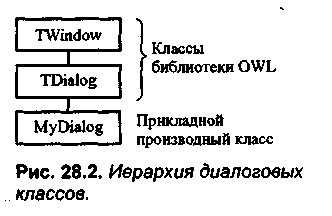 TWindow
TDialog
MyDialog
Классы
библиотеки OWL
Прикладной
производный класс
Рис. 28.2. Иерархия диалоговых
классов.